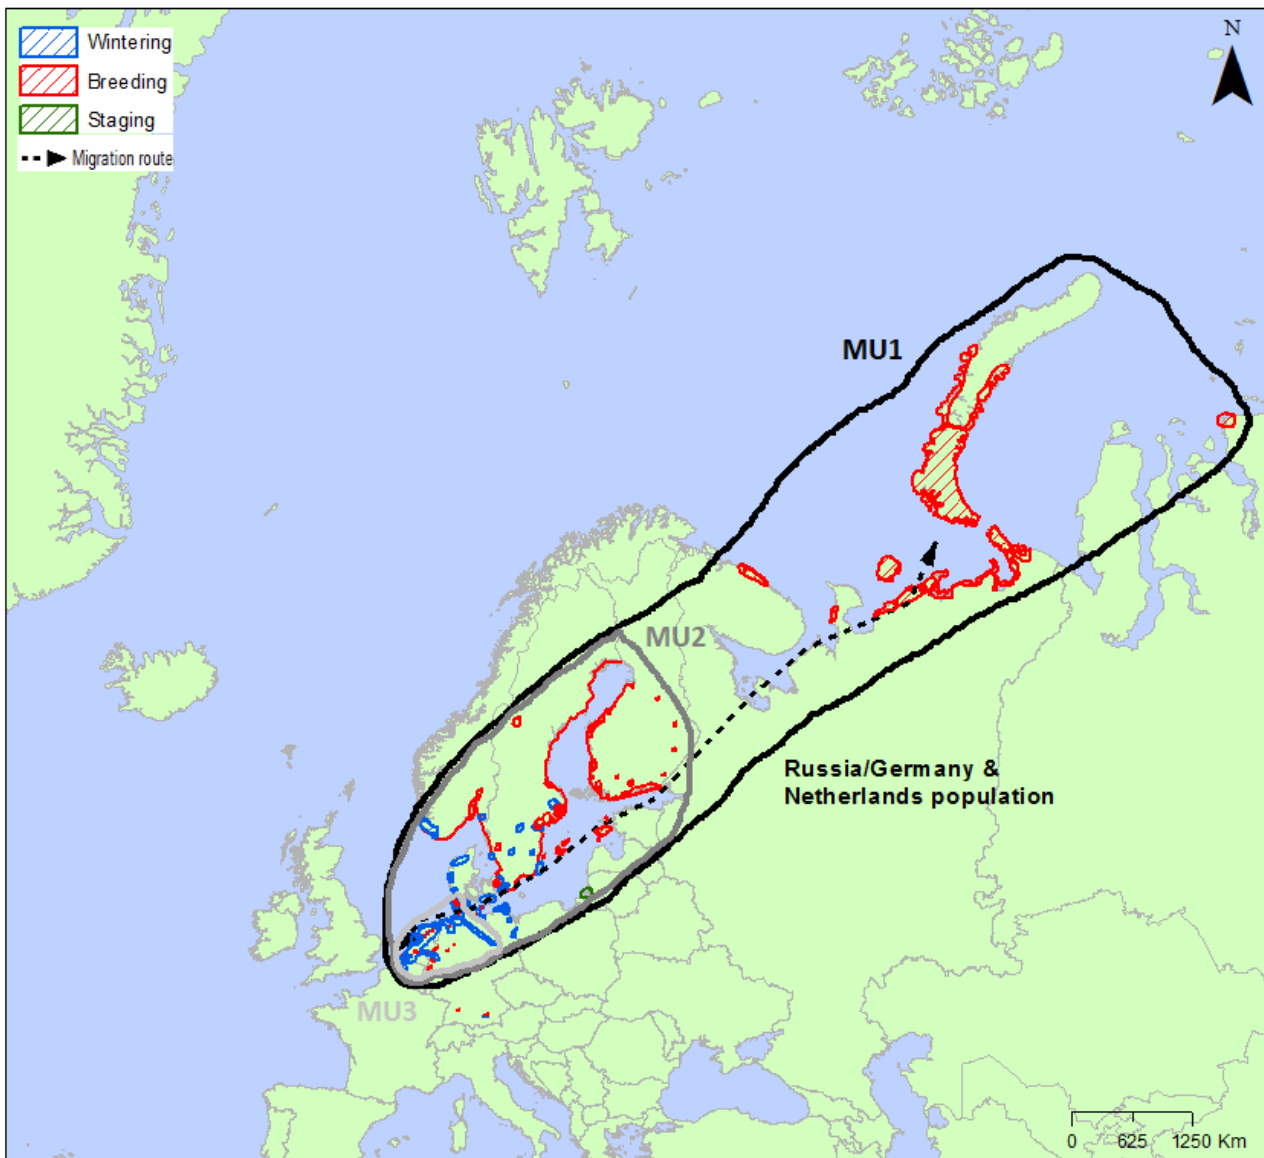 Wintering
Breeding
Staging
Migration route
N
MU1
MU2
Russia/Germany &
Netherlands population
MU3
0 625 1250 Km